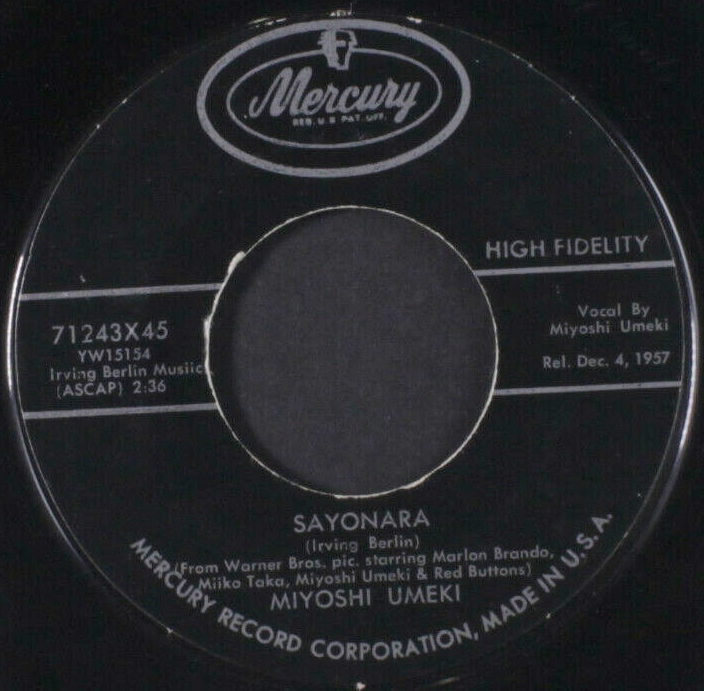 Mercury
REG. U.S. PAT. OFF.
HIGH FIDELITY
71243X45
YW15154
Irving Berlin Musiic
(ASCAP) 2:36
Vocal By
Miyoshi Umeki
Rel. Dec. 4, 1957
SAYONARA
(Irving Berlin)
(From Warner Bros. pic. starring Marlon Brando,
Miiko Taka, Miyoshi Umeki & Red Buttons)
MIYOSHI UMEKI
MERCURY RECORD CORPORATION, MADE IN U.S.A.